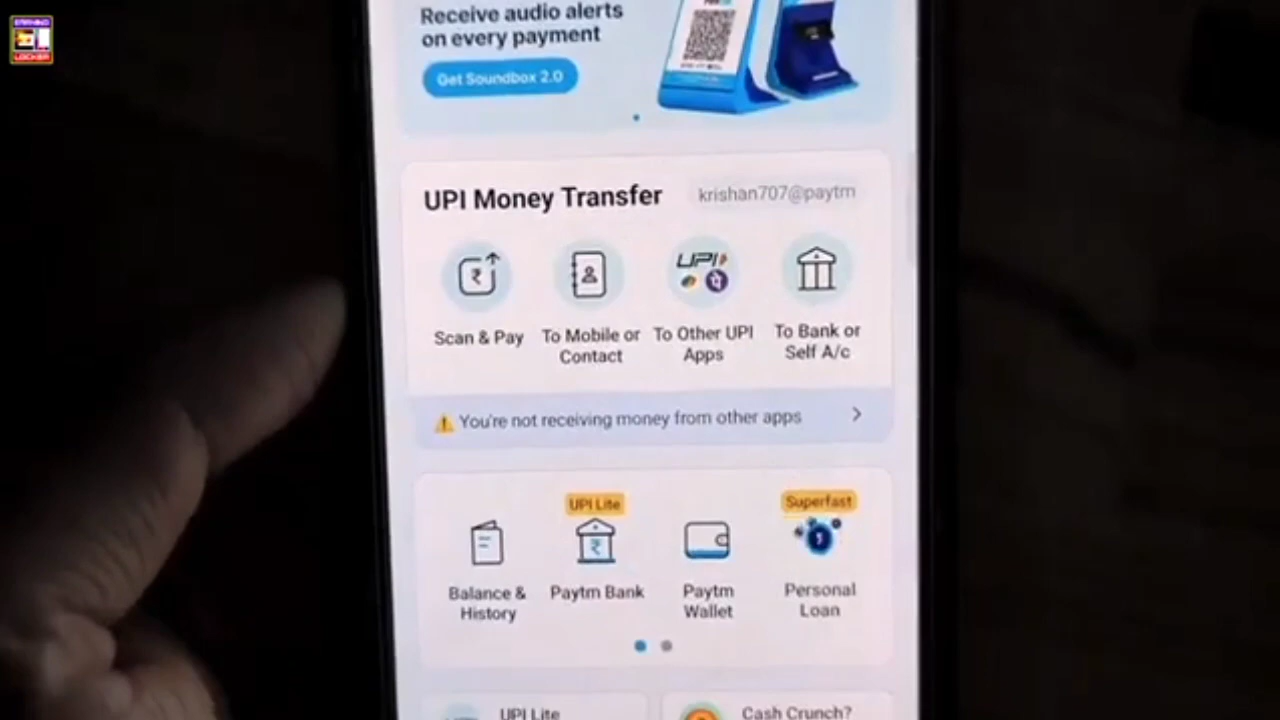 EARNING
LOCKER
Receive audio alerts
on every payment
Get Soundbox 2.0
UPI Money Transfer
krishan707@paytm
UPI
पे
Scan & Pay
To Mobile or
Contact
To Other UPI
Apps
To Bank or
Self A/c
You're not receiving money from other apps
UPI Lite
Superfast
Balance &
History
Paytm Bank
Paytm
Wallet
Personal
Loan
UPI Lite
Cash Crunch?